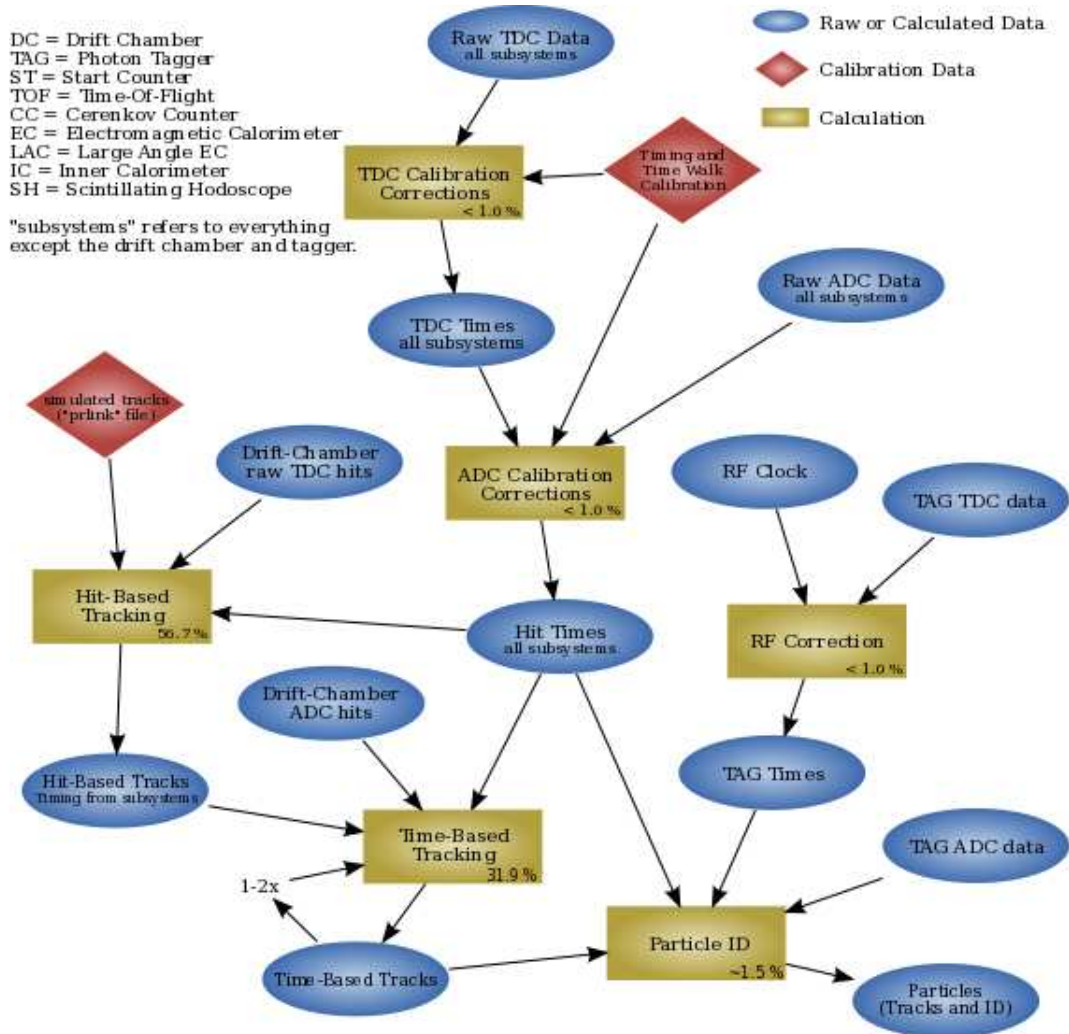 DC = Drift Chamber
TAG = Photon Tagger
ST = Start Counter
TOF = Time-Of-Flight
CC = Cerenkov Counter
EC = Electromagnetic Calorimeter
LAC = Large Angle EC
IC = Inner Calorimeter
SH = Scintillating Hodoscope
"subsystems" refers to everything
except the drift chamber and tagger.
Raw or Calculated Data
Calibration Data
Calculation
Raw TDC Data
all subsystems
TDC Calibration
Corrections
< 1.0 %
Timing and
Time Walk
Calibration
TDC Times
all subsystems
Raw ADC Data
all subsystems
simulated tracks
("prlink" file)
Drift-Chamber
raw TDC hits
ADC Calibration
Corrections
< 1.0 %
RF Clock
TAG TDC data
Hit-Based
Tracking
56.7 %
Hit Times
all subsystems
RF Correction
< 1.0 %
Drift-Chamber
ADC hits
Hit-Based Tracks
Timing from subsystems
TAG Times
Time-Based
Tracking
31.9 %
TAG ADC data
1-2x
Time-Based Tracks
Particle ID
~1.5 %
Particles
(Tracks and ID)